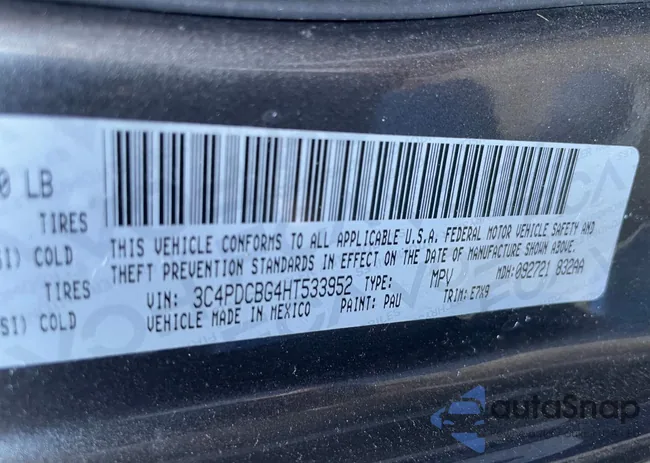 0 LB
TIRES
SI) COLD
TIRES
SI) COLD
THIS VEHICLE CONFORMS TO ALL APPLICABLE U.S.A. FEDERAL MOTOR VEHICLE SAFETY AND
THEFT PREVENTION STANDARDS IN EFFECT ON THE DATE OF MANUFACTURE SHOWN ABOVE.
VIN: 3C4PDCBG4HT533952 TYPE: MPV MDH: 092721 832AA
VEHICLE MADE IN MEXICO PAINT: PAU TRIM: E7K9
autoSnap